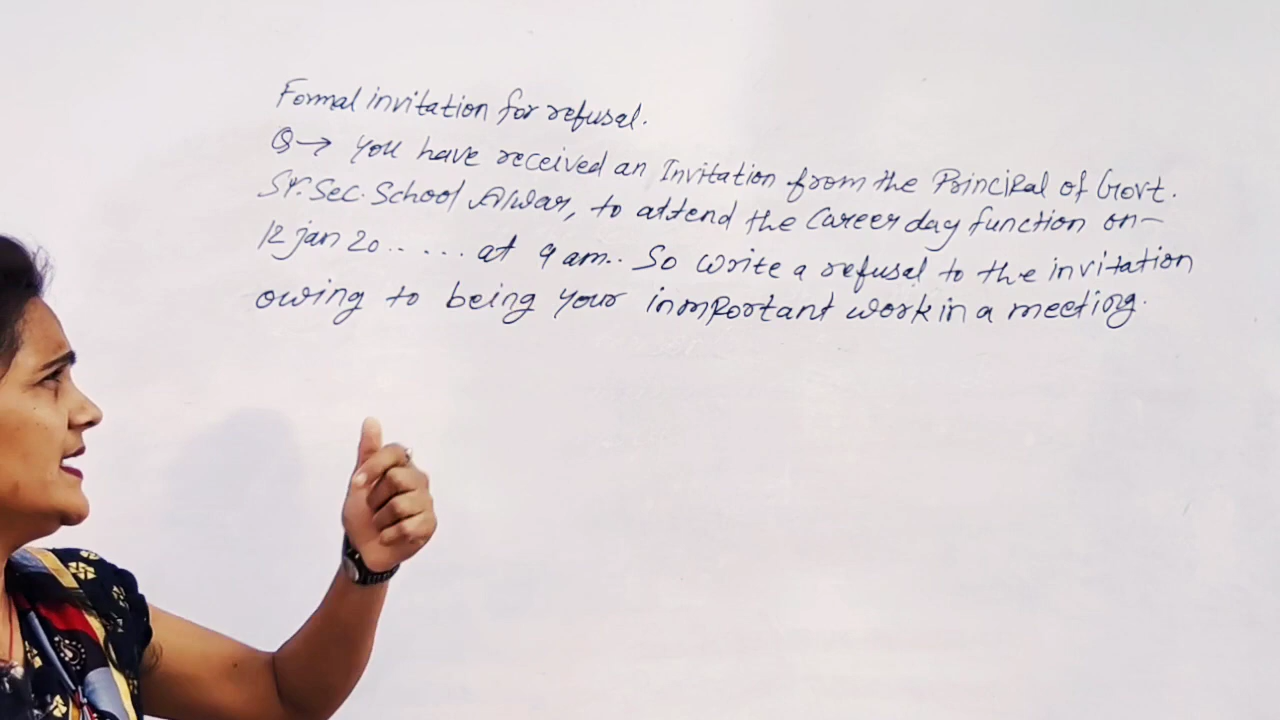 Formal invitation for refusal.
Q→ You have received an Invitation from the Principal of Govt.
Sr. Sec. School Alwar, to attend the Career day function on-
12 jan 20.. ... at 9 am.. So write a refusal to the invitation
owing to being your inmportant work in a meeting.